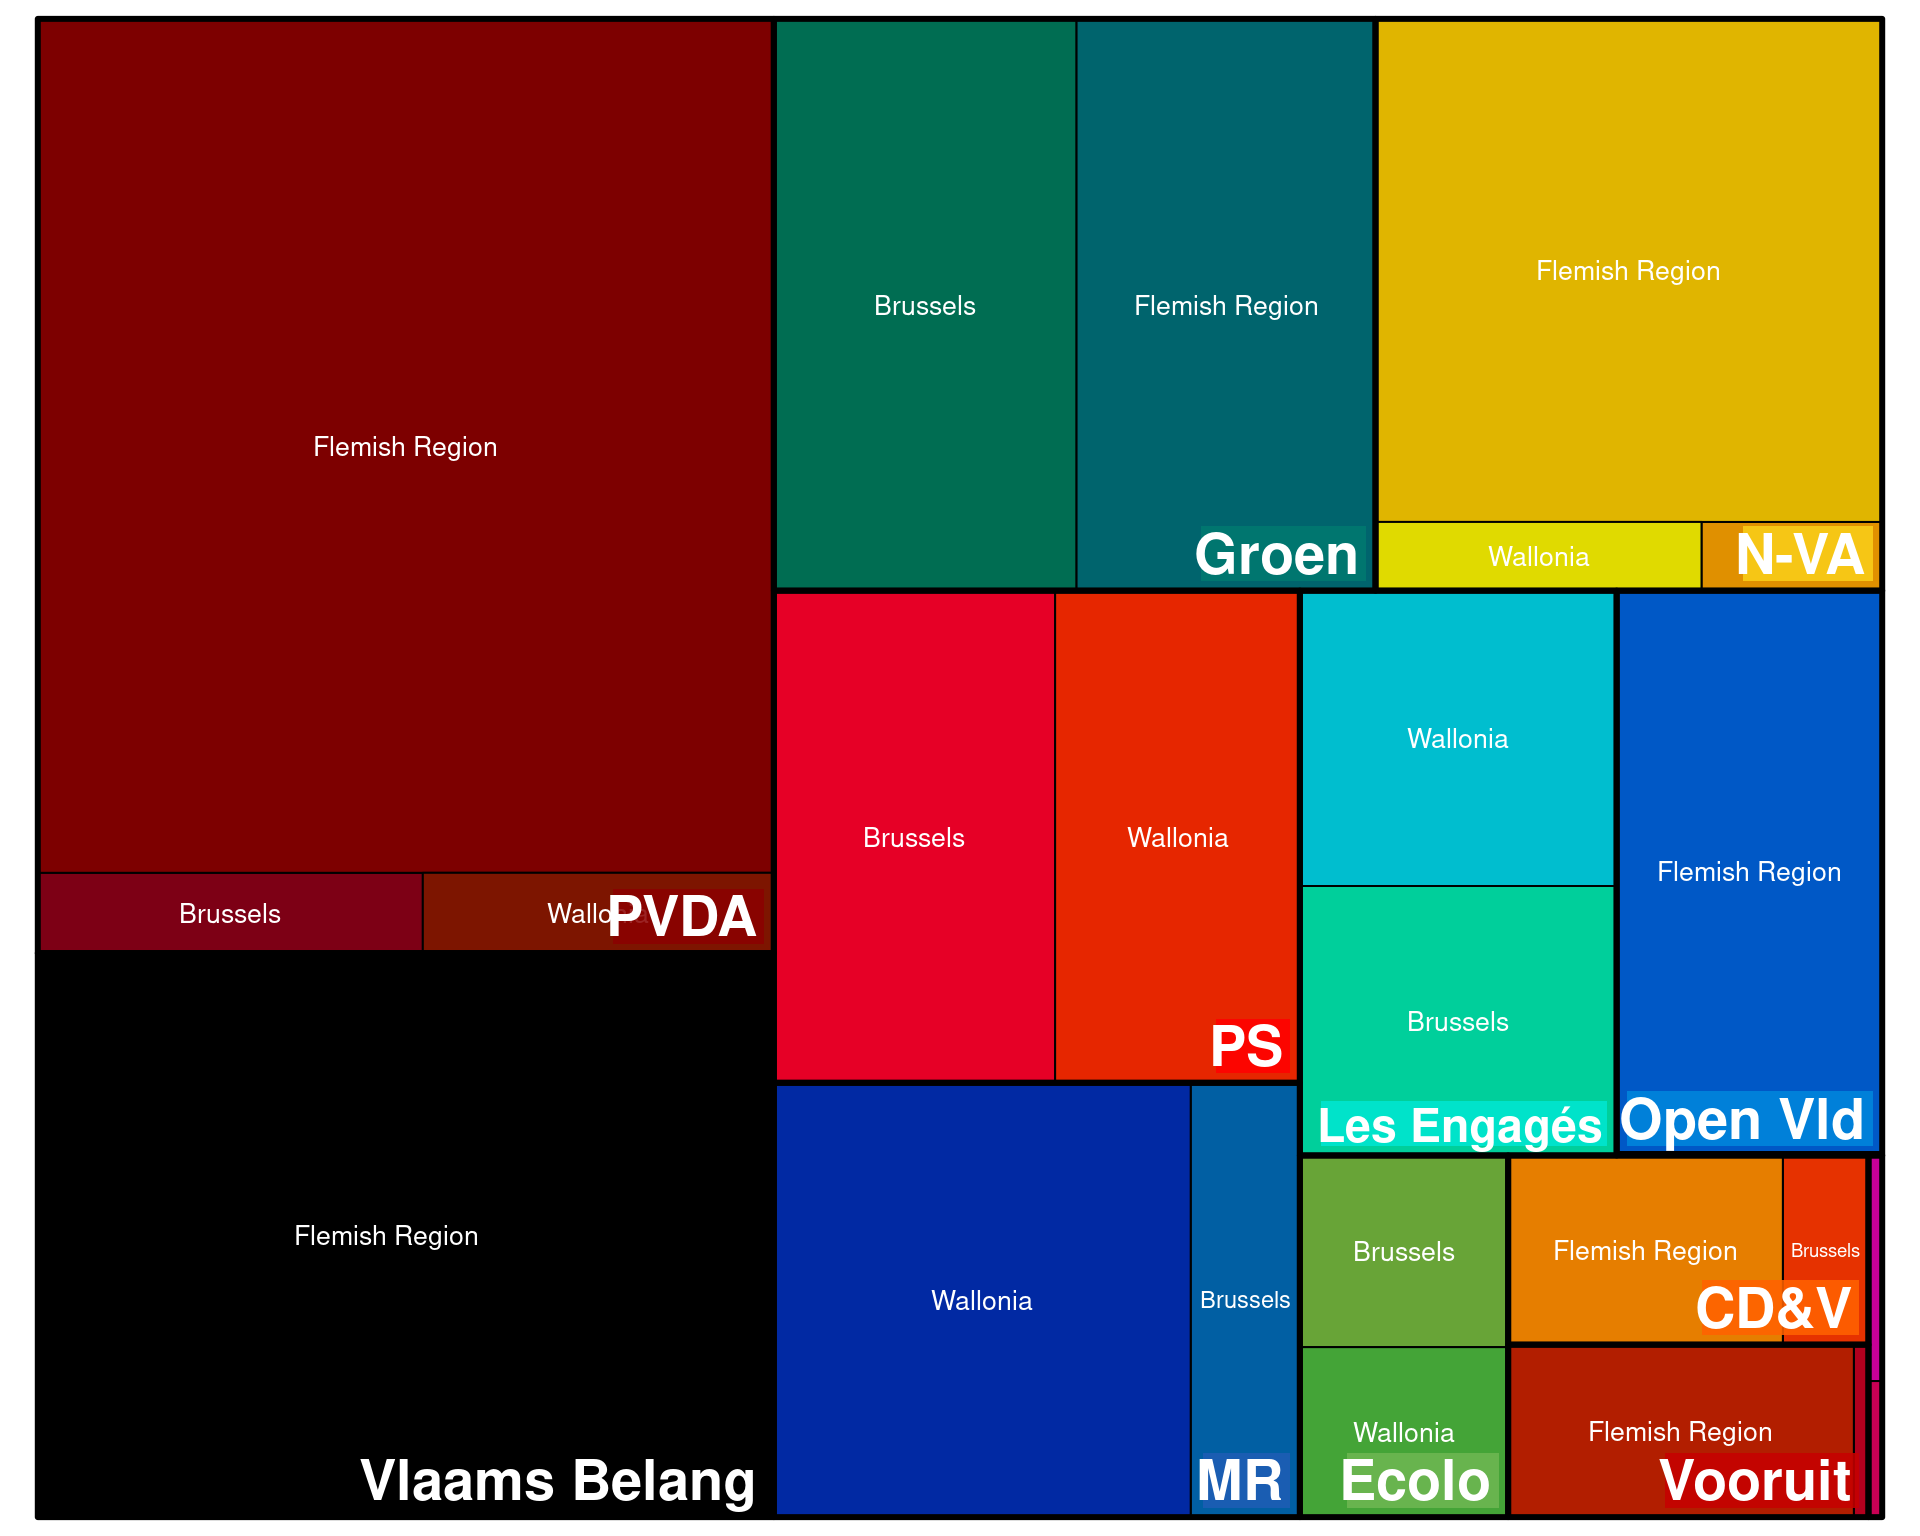 Flemish Region
Brussels
Wallonia
PVDA
Flemish Region
Vlaams Belang
Brussels
Flemish Region
Groen
Flemish Region
Wallonia
N-VA
Brussels
Wallonia
PS
Wallonia
Brussels
MR
Wallonia
Brussels
Les Engagés
Flemish Region
Open Vld
Brussels
Wallonia
Ecolo
Flemish Region
Brussels
CD&V
Flemish Region
Vooruit